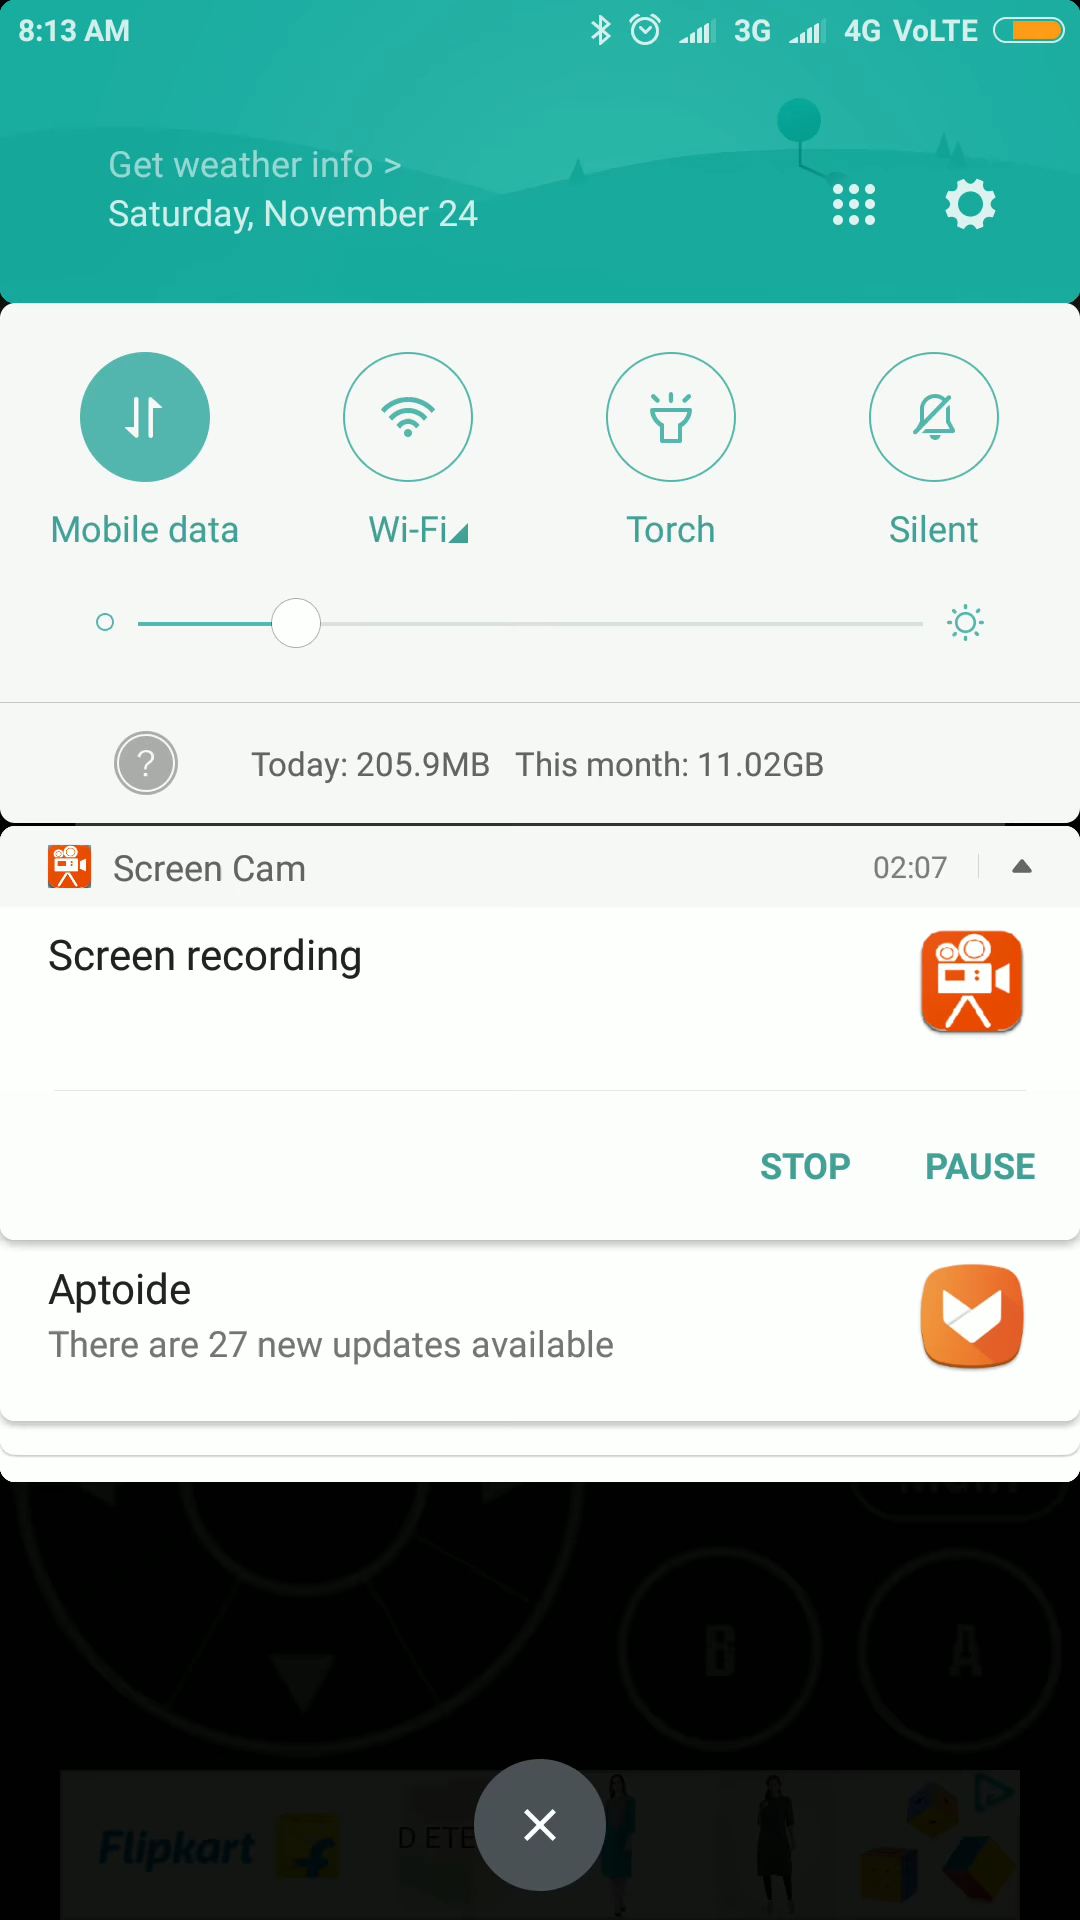 8:13 AM 3G 4G VoLTE
Get weather info >
Saturday, November 24
Mobile data Wi-Fi Torch Silent
? Today: 205.9MB This month: 11.02GB
Screen Cam 02:07
Screen recording
STOP PAUSE
Aptoide
There are 27 new updates available
B A
Flipkart